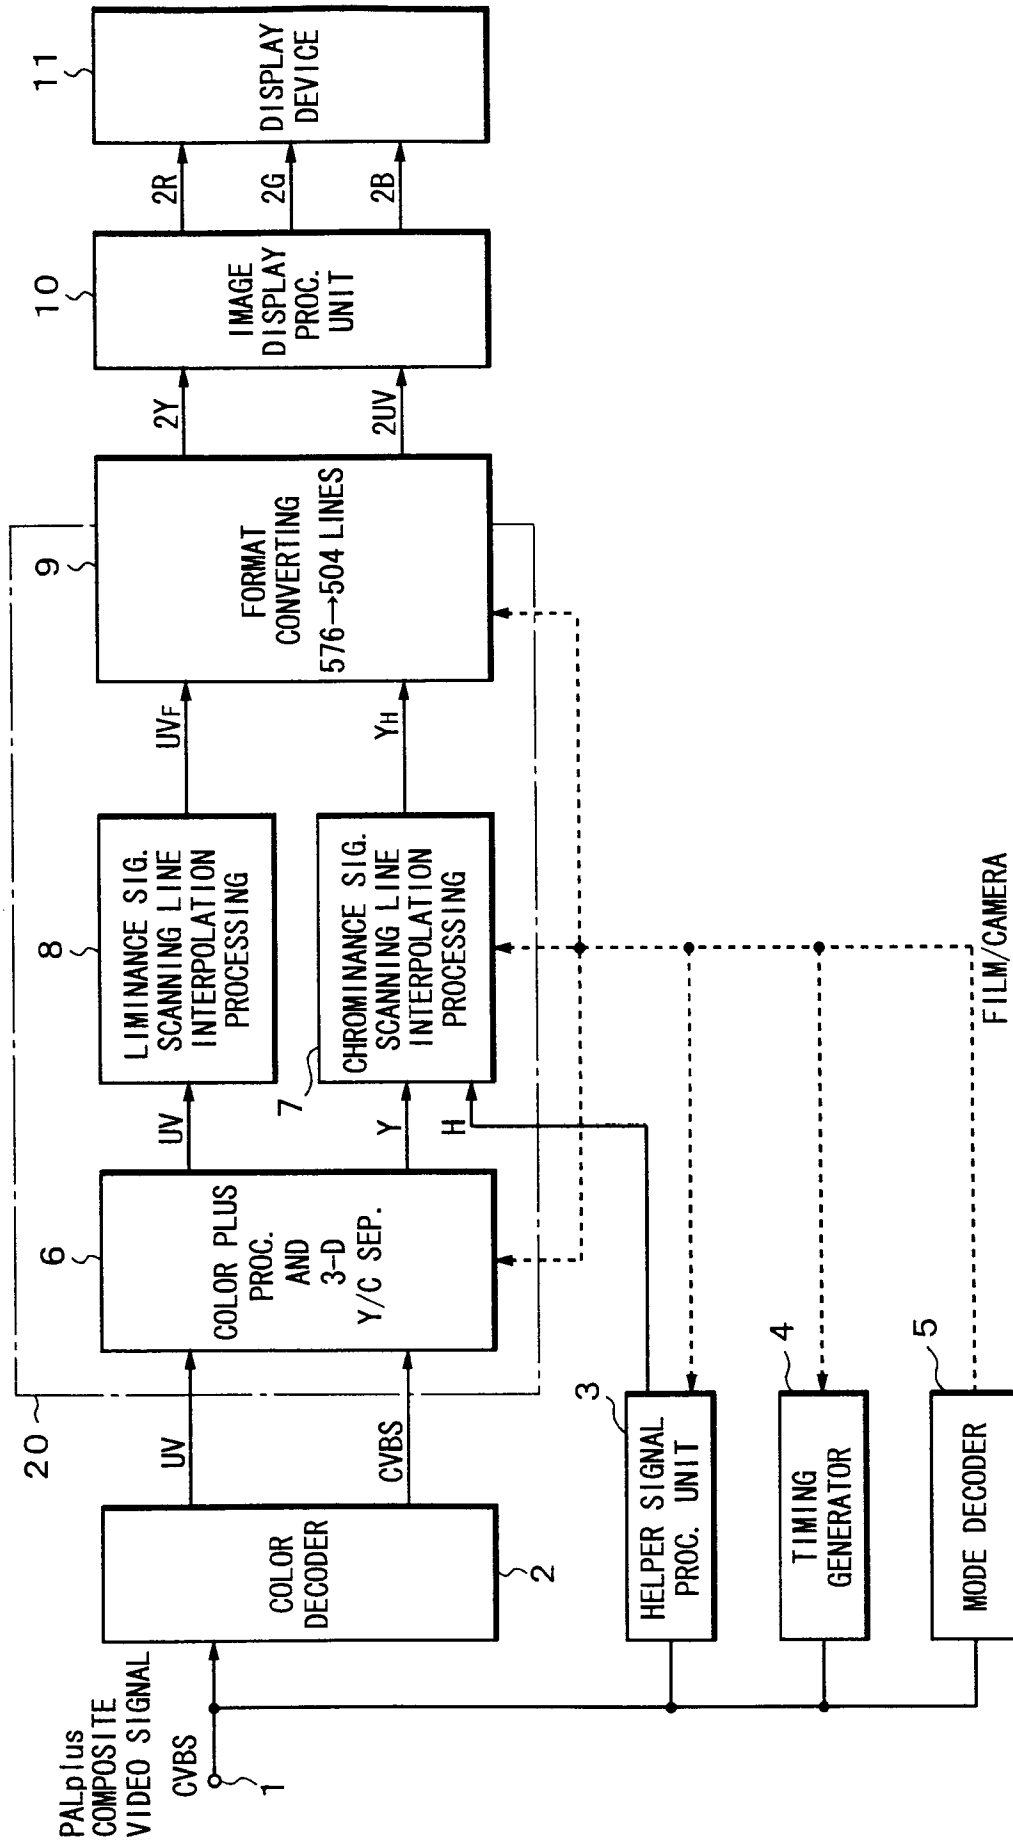 PALplus
COMPOSITE
VIDEO SIGNAL
CVBS
1
COLOR
DECODER
2
UV
CVBS
20
COLOR PLUS
PROC.
AND
3-D
Y/C SEP.
6
UV
Y
H
LIMINANCE SIG.
SCANNING LINE
INTERPOLATION
PROCESSING
8
CHROMINANCE SIG.
SCANNING LINE
INTERPOLATION
PROCESSING
7
UVF
YH
FORMAT
CONVERTING
576→504 LINES
9
2Y
2UV
IMAGE
DISPLAY
PROC.
UNIT
10
2R
2G
2B
DISPLAY
DEVICE
11
HELPER SIGNAL
PROC. UNIT
3
TIMING
GENERATOR
4
MODE DECODER
5
FILM/CAMERA